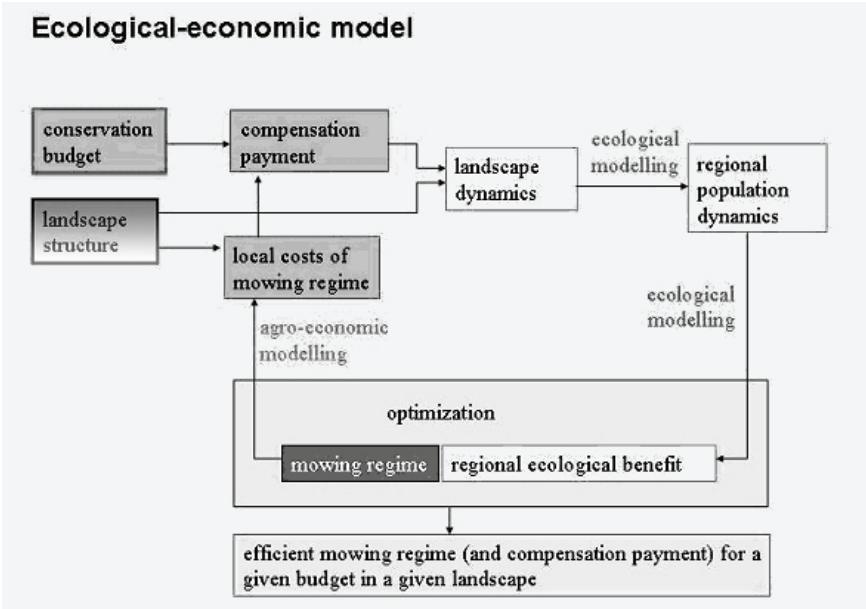 Ecological-economic model
conservation
budget
compensation
payment
landscape
dynamics
ecological
modelling
regional
population
dynamics
landscape
structure
local costs of
mowing regime
ecological
modelling
agro-economic
modelling
optimization
mowing regime
regional ecological benefit
efficient mowing regime (and compensation payment) for a
given budget in a given landscape